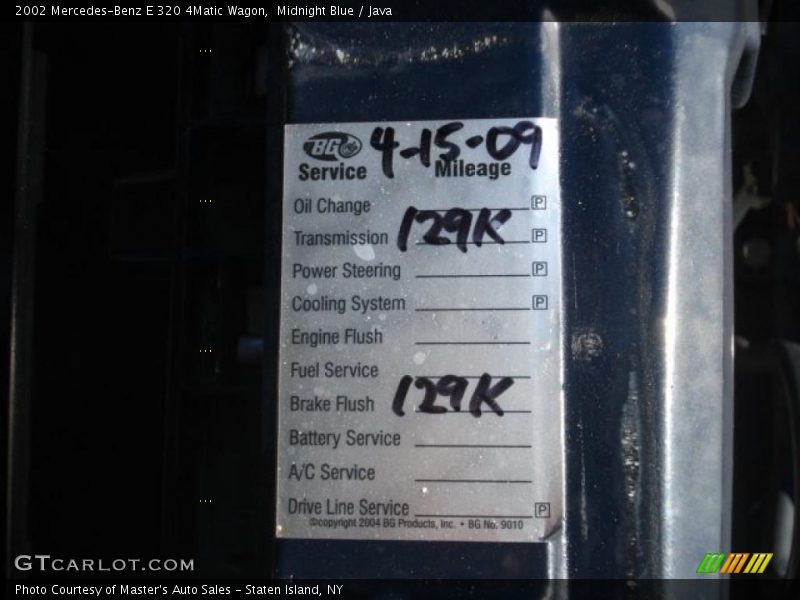 2002 Mercedes-Benz E 320 4Matic Wagon, Midnight Blue / Java
BG 4-15-09
Service Mileage
Oil Change P
Transmission 129K P
Power Steering P
Cooling System P
Engine Flush
Fuel Service
Brake Flush 129K
Battery Service
A/C Service
Drive Line Service P
©copyright 2004 BG Products, Inc. • BG No. 9010
GTCARLOT.COM
Photo Courtesy of Master's Auto Sales - Staten Island, NY